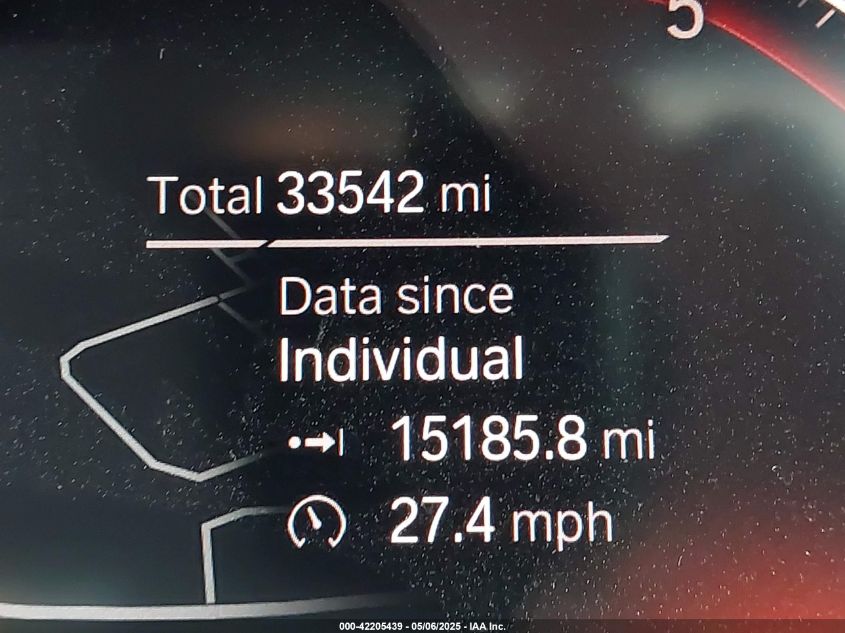 5
Total 33542 mi
Data since
Individual
15185.8 mi
27.4 mph
000-42205439 - 05/06/2025 - IAA Inc.